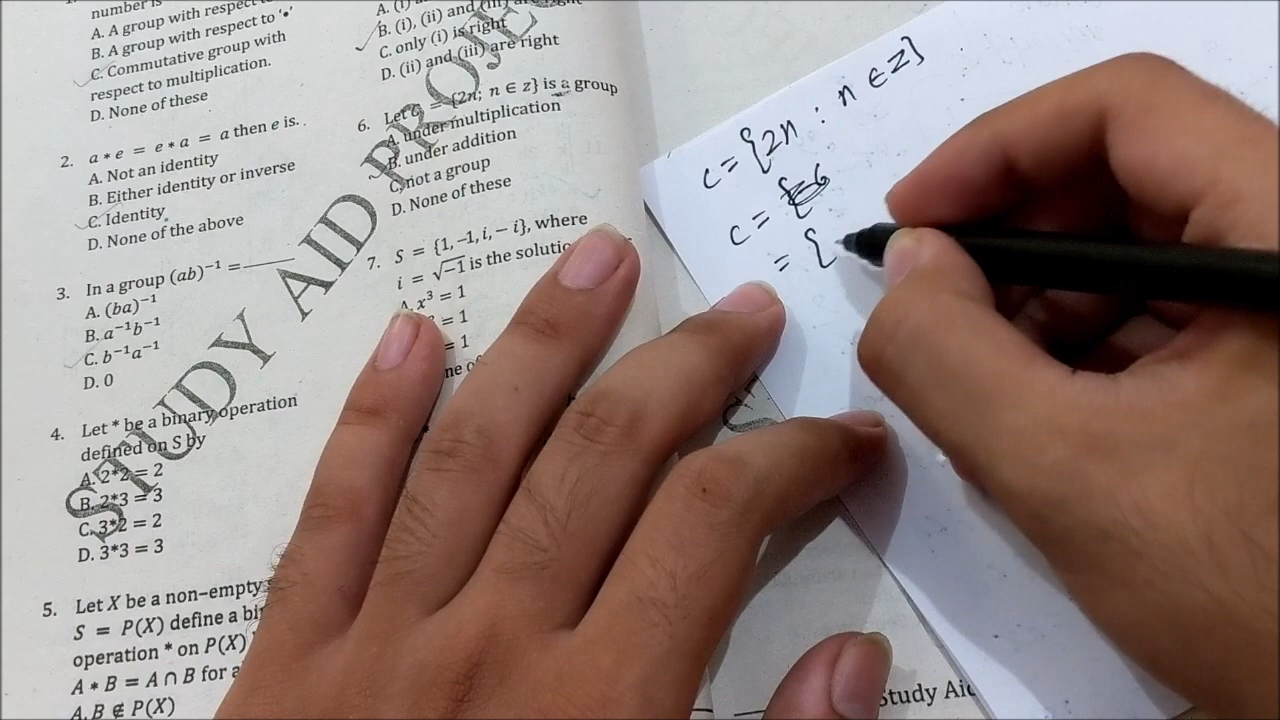 number is
A. A group with respect to
B. A group with respect to '•'
C. Commutative group with
respect to multiplication.
D. None of these
2. a * e = e * a = a then e is.
A. Not an identity
B. Either identity or inverse
C. Identity
D. None of the above
3. In a group (ab)⁻¹ = ______
A. (ba)⁻¹
B. a⁻¹b⁻¹
C. b⁻¹a⁻¹
D. 0
4. Let * be a binary operation
defined on S by
A. 2*2 = 2
B. 2*3 = 3
C. 3*2 = 2
D. 3*3 = 3
5. Let X be a non-empty
S = P(X) define a
operation * on P(X)
A * B = A ∩ B for
A, B ∉ P(X)
B. (i), (ii) and (iii)
C. only (i) is right
D. (ii) and (iii) are right
6. Let = {2n; n ∈ z} is a group
A. under multiplication
B. under addition
C. not a group
D. None of these
7. S = {1, −1, i, − i}, where
i = √−1 is the
A. x³ = 1
= 1
= 1
STUDY AID PROJE
c = {2n : n ∈ Z}
c = {
= {
Study Aid